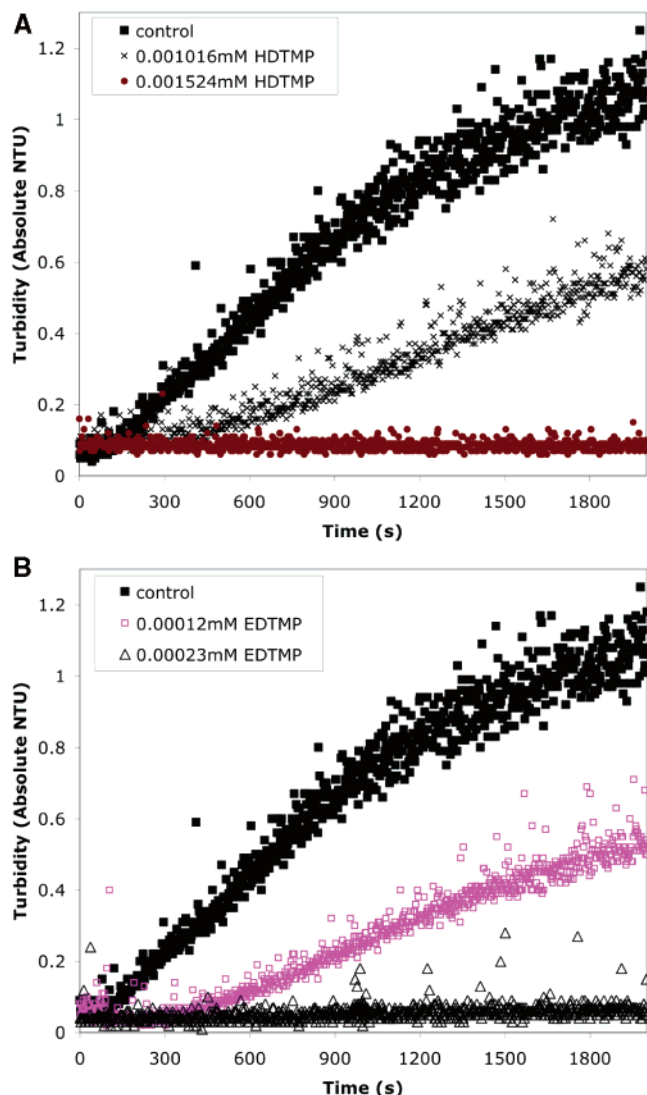 A
control
0.001016mM HDTMP
0.001524mM HDTMP
1.2
1
0.8
0.6
0.4
0.2
0
Turbidity (Absolute NTU)
0 300 600 900 1200 1500 1800
Time (s)
B
control
0.00012mM EDTMP
0.00023mM EDTMP
1.2
1
0.8
0.6
0.4
0.2
0
Turbidity (Absolute NTU)
0 300 600 900 1200 1500 1800
Time (s)